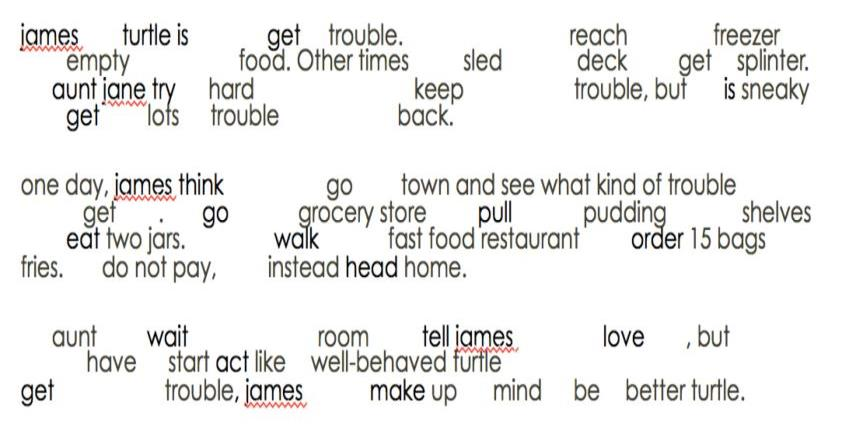 james turtle is get trouble. reach freezer
empty food. Other times sled deck get splinter.
aunt jane try hard keep trouble, but is sneaky
get lots trouble back.
one day, james think go town and see what kind of trouble
get . go grocery store pull pudding shelves
eat two jars. walk fast food restaurant order 15 bags
fries. do not pay, instead head home.
aunt wait room tell james love , but
have start act like well-behaved turtle
get trouble, james make up mind be better turtle.